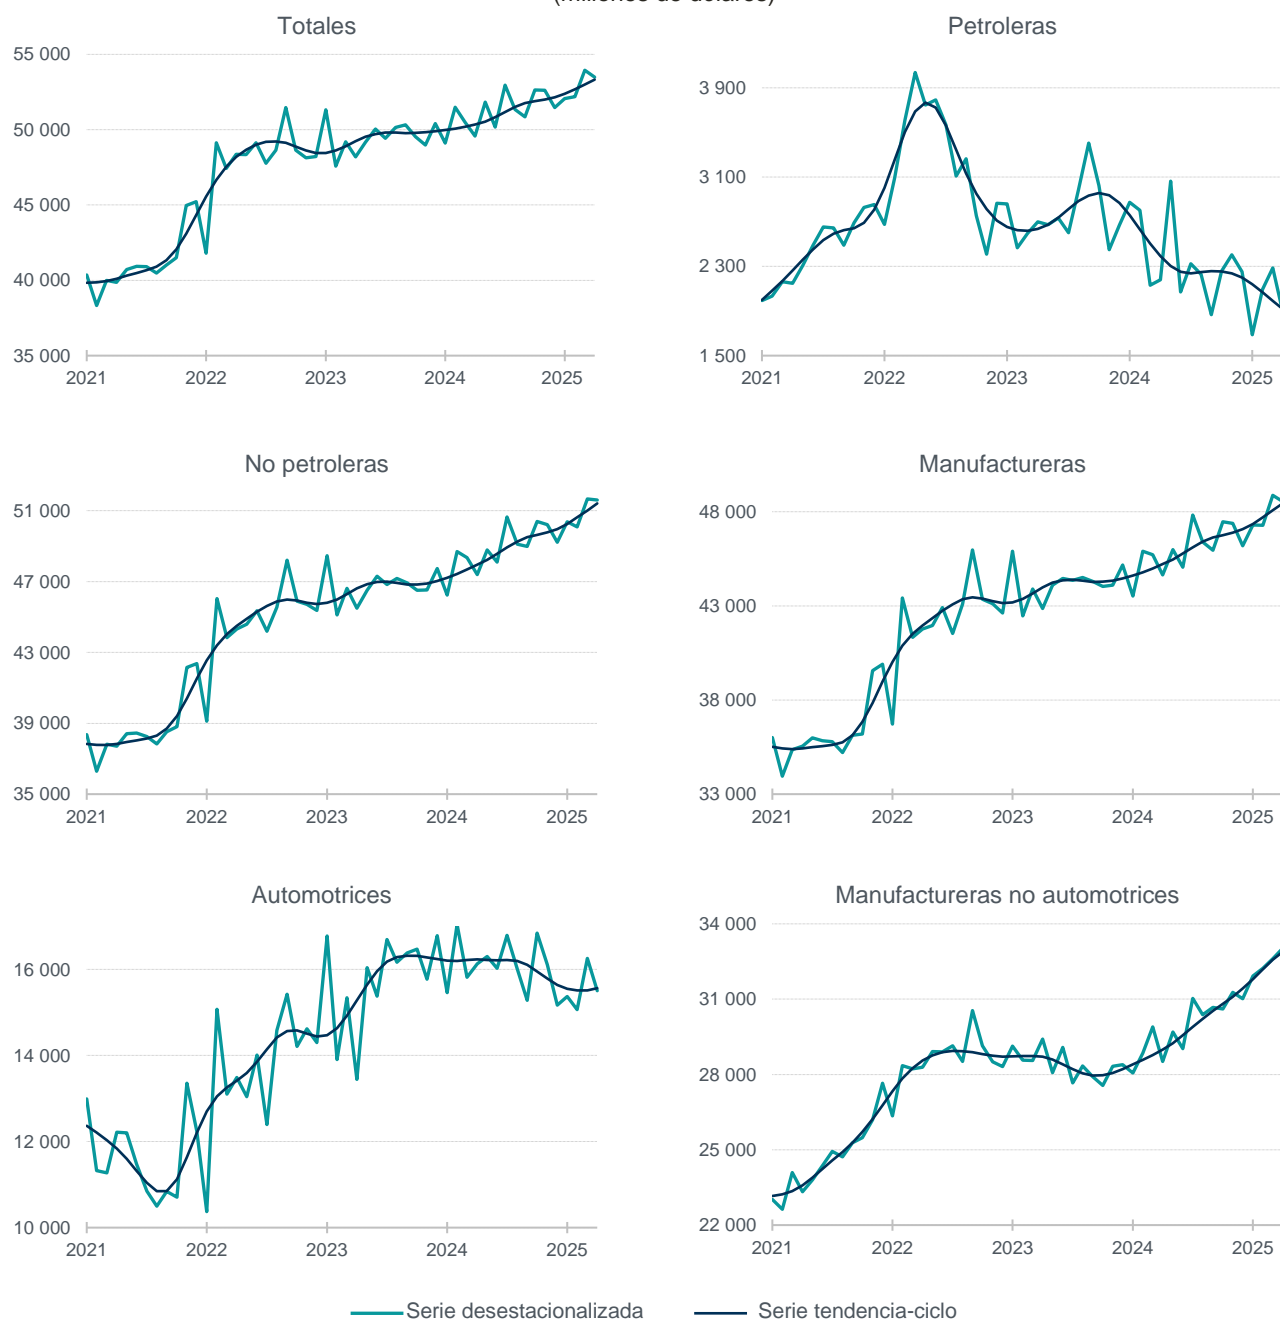 (millones de dólares)
Totales
55 000
50 000
45 000
40 000
35 000
2021 2022 2023 2024 2025
Petroleras
3 900
3 100
2 300
1 500
2021 2022 2023 2024 2025
No petroleras
51 000
47 000
43 000
39 000
35 000
2021 2022 2023 2024 2025
Manufactureras
48 000
43 000
38 000
33 000
2021 2022 2023 2024 2025
Automotrices
16 000
14 000
12 000
10 000
2021 2022 2023 2024 2025
Manufactureras no automotrices
34 000
31 000
28 000
25 000
22 000
2021 2022 2023 2024 2025
Serie desestacionalizada Serie tendencia-ciclo